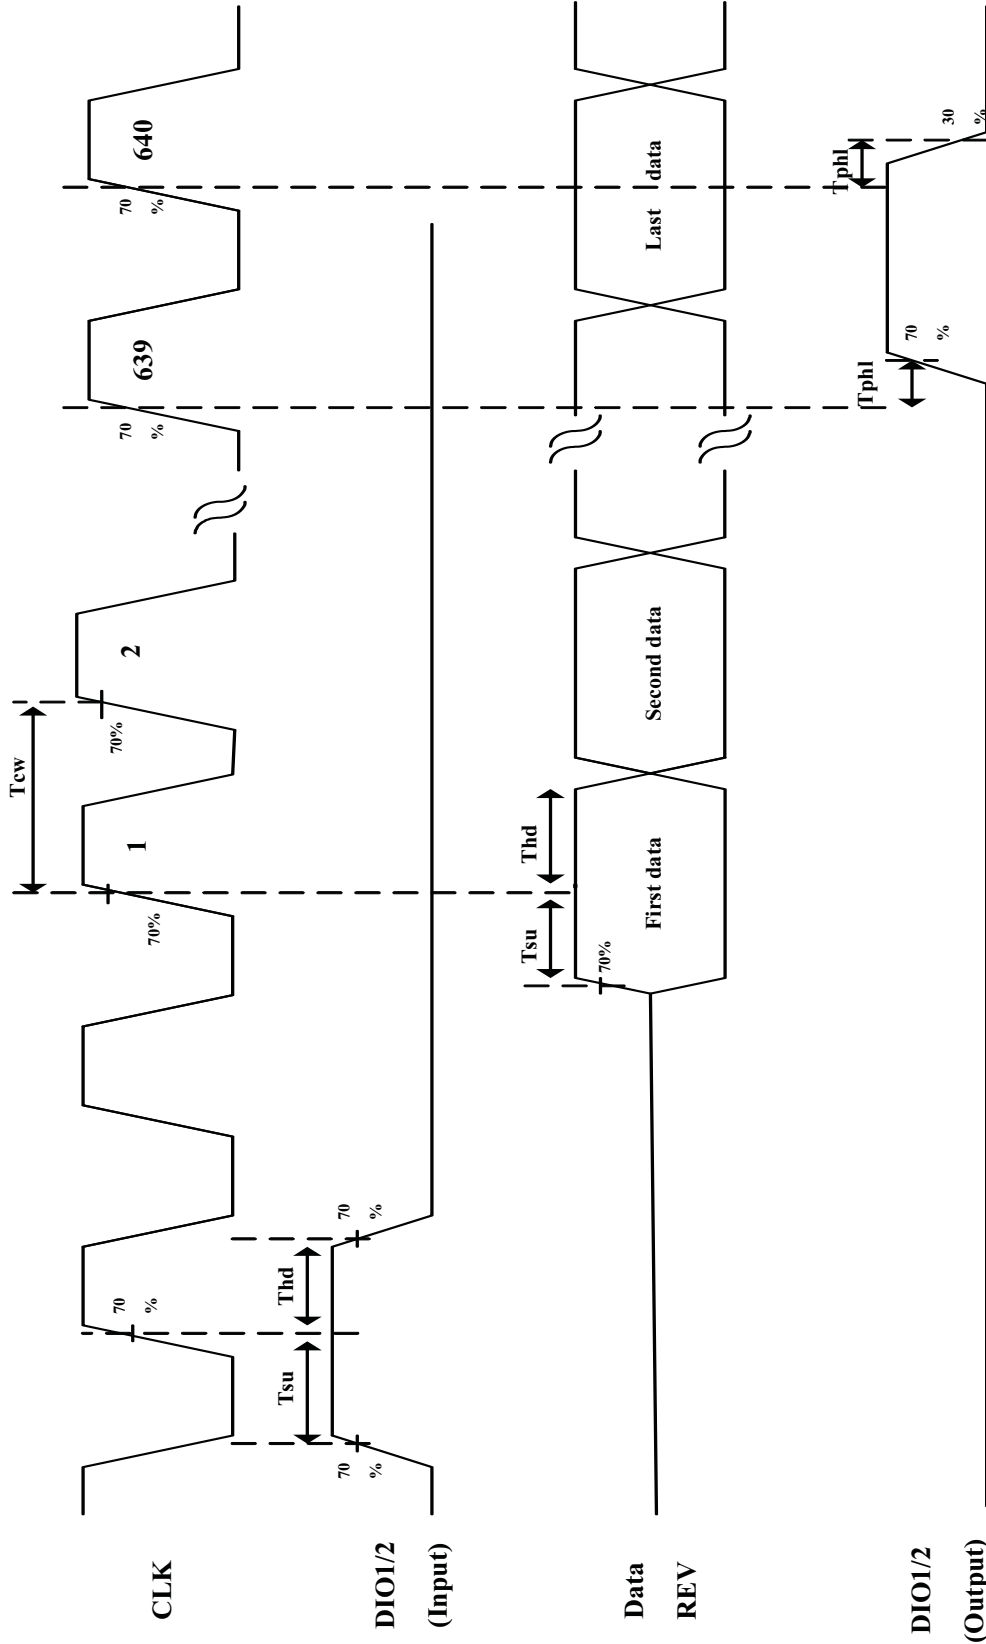 Tcw
CLK
70
%
70%
1
70%
2
70
%
639
70
%
640
Tsu
Thd
DIO1/2
(Input)
70
%
70
%
Tsu
Thd
70%
Data
REV
First data
Second data
Last data
Tphl
Tphl
DIO1/2
(Output)
70
%
30
%